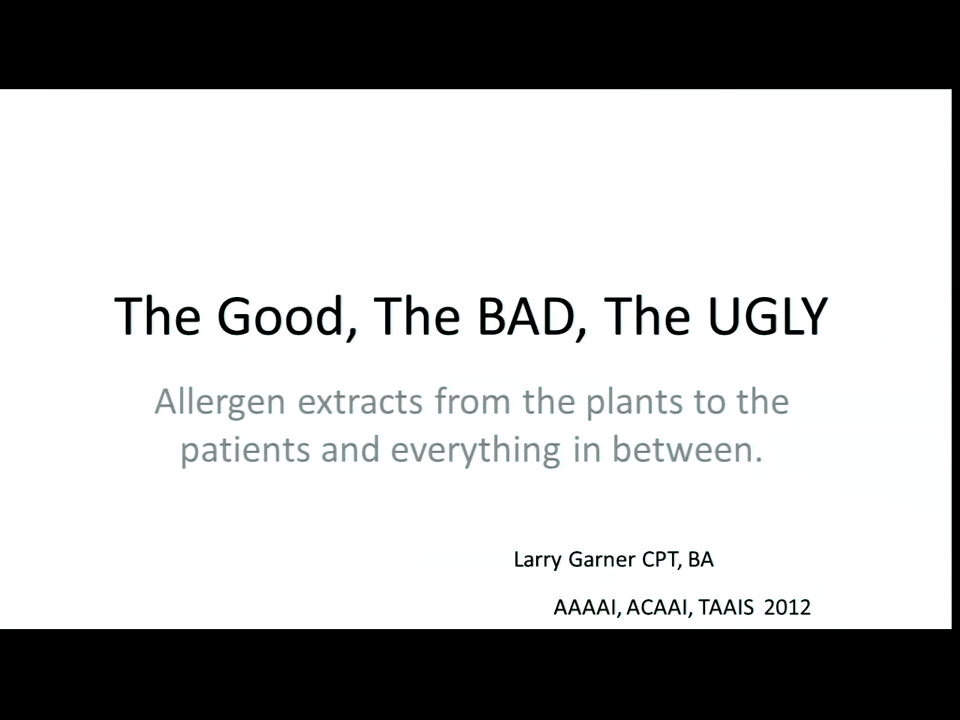 The Good, The BAD, The UGLY
Allergen extracts from the plants to the
patients and everything in between.
Larry Garner CPT, BA
AAAAI, ACAAI, TAAIS 2012